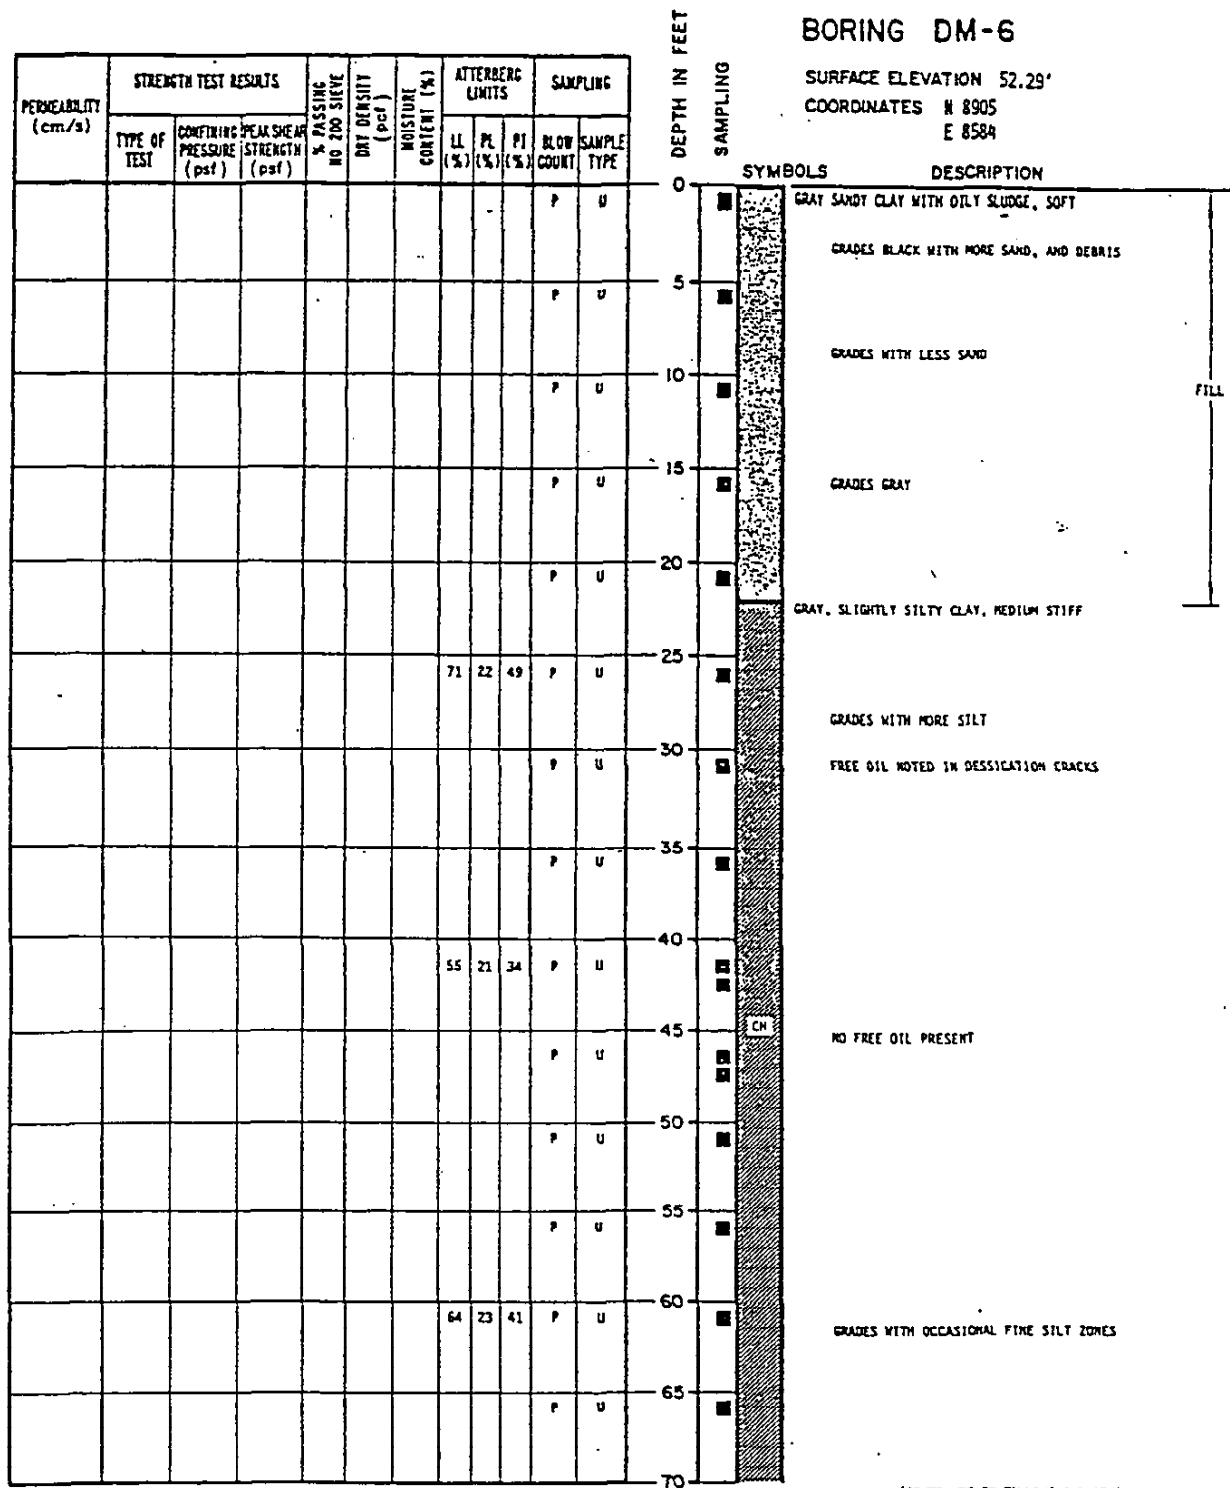 BORING DM-6
SURFACE ELEVATION 52.29'
COORDINATES N 8905
E 8584
PERMEABILITY (cm/s)
STRENGTH TEST RESULTS
TYPE OF TEST
CONFINING PRESSURE (psf)
PEAK SHEAR STRENGTH (psf)
% PASSING NO 200 SIEVE
DRY DENSITY (pcf)
MOISTURE CONTENT (%)
ATTERBERG LIMITS
LL (%)
PL (%)
PI (%)
SAMPLING
BLOW COUNT
SAMPLE TYPE
DEPTH IN FEET
SAMPLING
SYMBOLS
DESCRIPTION
0
P U
GRAY SANDY CLAY WITH OILY SLUDGE, SOFT
GRADES BLACK WITH MORE SAND, AND DEBRIS
5
P U
GRADES WITH LESS SAND
10
P U
FILL
15
P U
GRADES GRAY
20
P U
GRAY, SLIGHTLY SILTY CLAY, MEDIUM STIFF
25
71 22 49 P U
GRADES WITH MORE SILT
30
P U
FREE OIL NOTED IN DESSICATION CRACKS
35
P U
40
55 21 34 P U
45
CH
NO FREE OIL PRESENT
P U
50
P U
55
P U
60
64 23 41 P U
GRADES WITH OCCASIONAL FINE SILT ZONES
65
P U
70